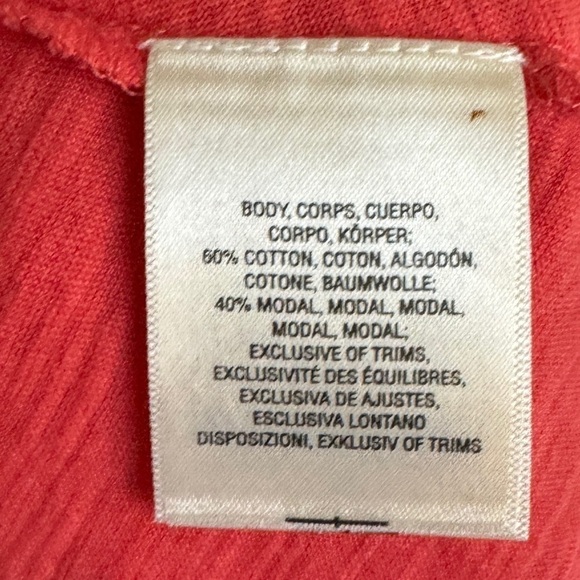 BODY, CORPS, CUERPO,
CORPO, KÖRPER;
60% COTTON, COTON, ALGODÓN,
COTONE, BAUMWOLLE;
40% MODAL, MODAL, MODAL,
MODAL, MODAL;
EXCLUSIVE OF TRIMS,
EXCLUSIVITÉ DES ÉQUILIBRES,
EXCLUSIVA DE AJUSTES,
ESCLUSIVA LONTANO
DISPOSIZIONI, EXKLUSIV OF TRIMS